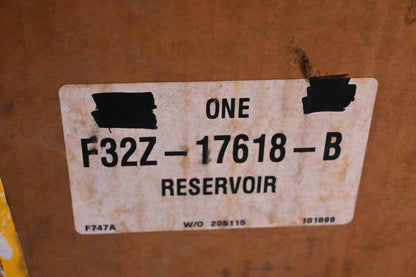 ONE
F32Z-17618-B
RESERVOIR
F747A W/O 205115 101899